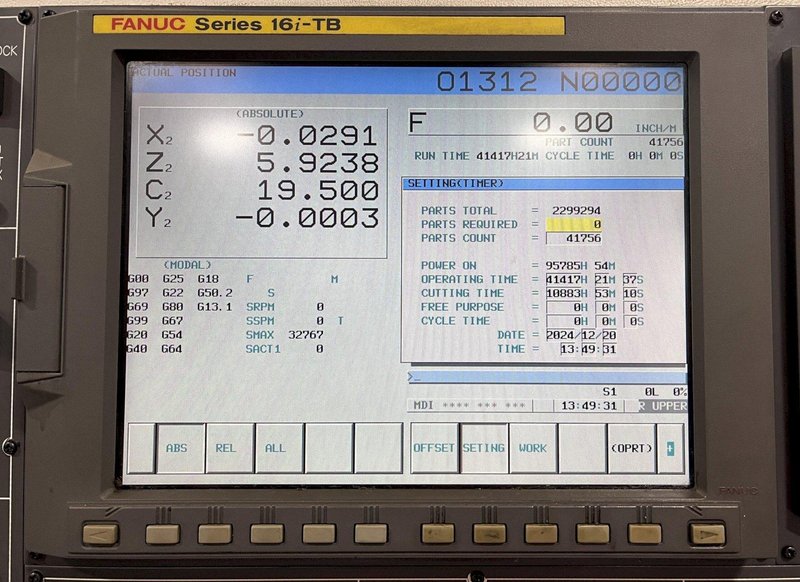 FANUC Series 16i-TB
ACTUAL POSITION
O1312 N00000
(ABSOLUTE)
X2 -0.0291
Z2 5.9238
C2 19.500
Y2 -0.0003
F 0.00 INCH/M
PART COUNT 41756
RUN TIME 41417H21M CYCLE TIME 0H 0M 0S
SETTING(TIMER)
PARTS TOTAL = 2299294
PARTS REQUIRED = 0
PARTS COUNT = 41756
POWER ON = 95785H 54M
OPERATING TIME = 41417H 21M 37S
CUTTING TIME = 10883H 53M 10S
FREE PURPOSE = 0H 0M 0S
CYCLE TIME = 0H 0M 0S
DATE = 2024/12/20
TIME = 13:49:31
(MODAL)
G00 G25 G18 F M
G97 G22 G50.2 S
G69 G80 G13.1 SRPM 0
G99 G67 SSPM 0 T
G20 G54 SMAX 32767
G40 G64 SACT1 0
>_
S1 0L 0%
MDI **** *** *** 13:49:31 R UPPER
ABS REL ALL
OFFSET SETING WORK (OPRT) +
FANUC
OCK